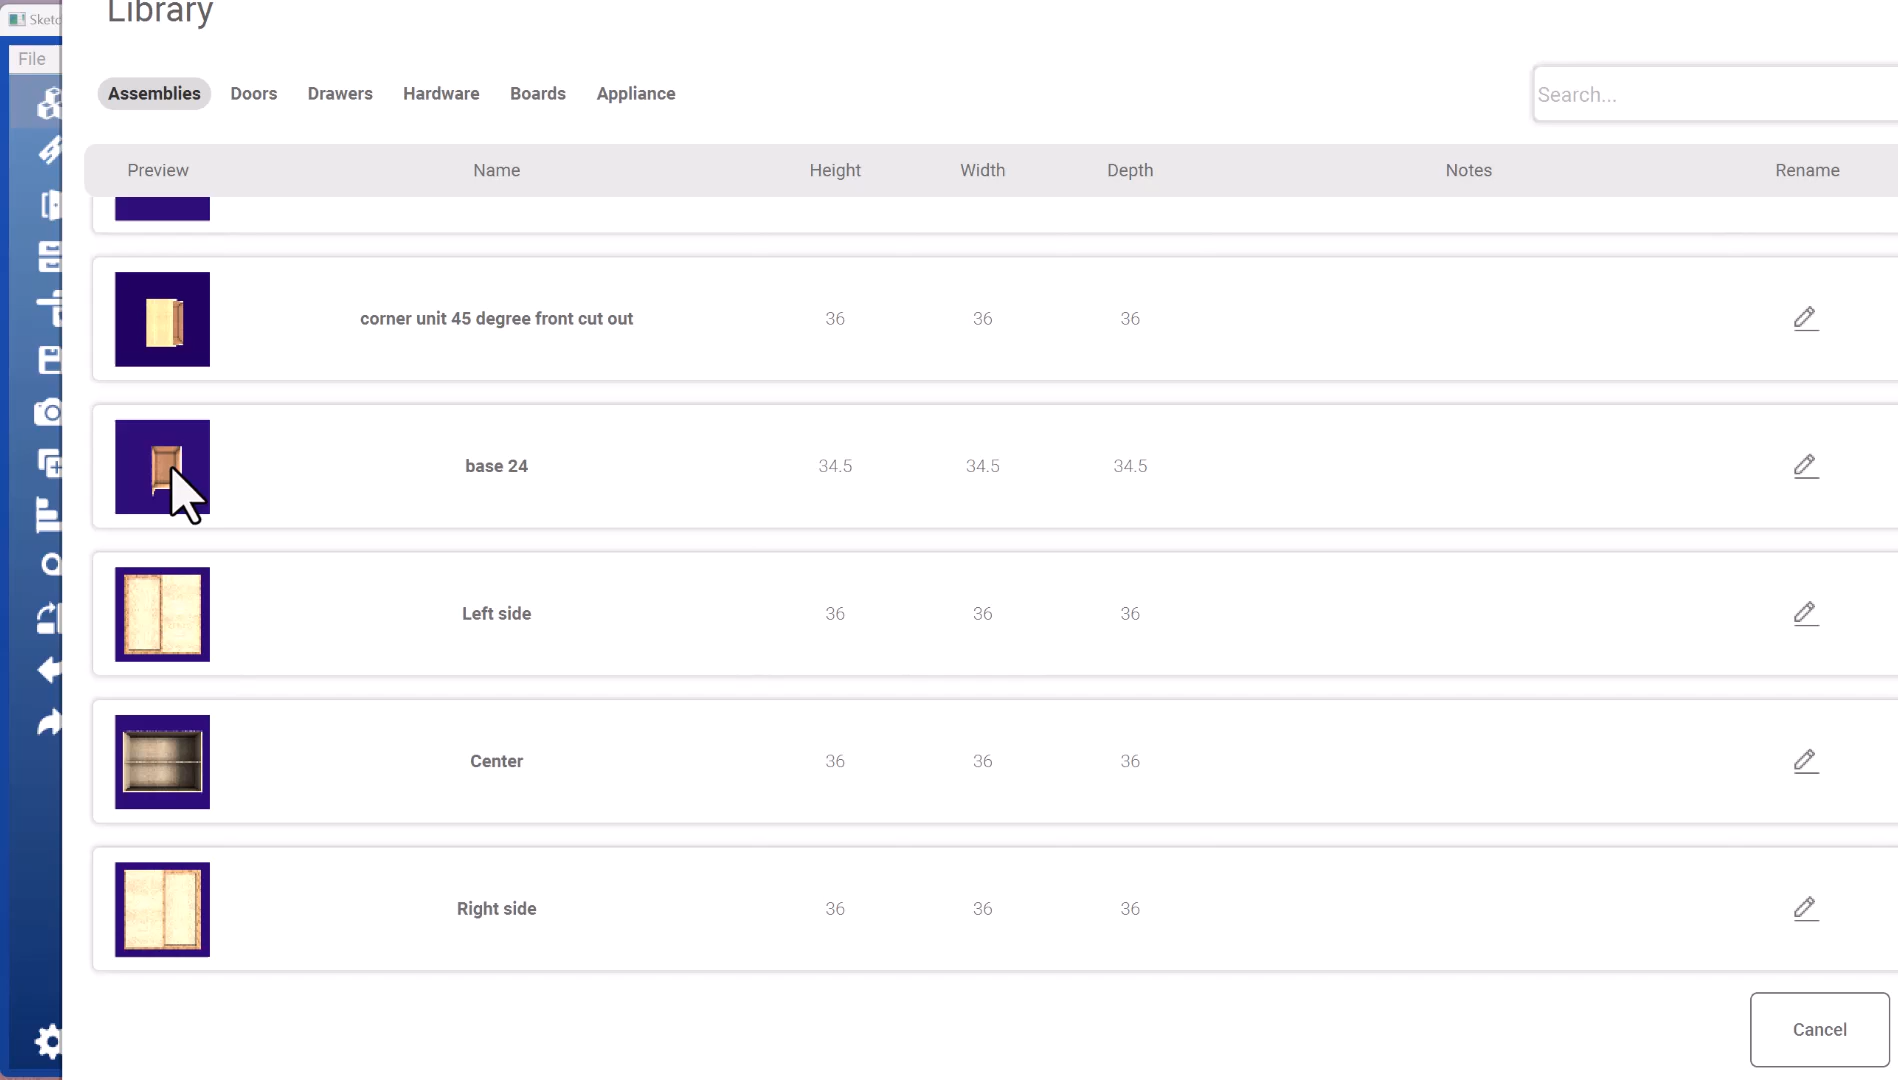 Library
File
Assemblies Doors Drawers Hardware Boards Appliance
Search...
Preview Name Height Width Depth Notes Rename
corner unit 45 degree front cut out 36 36 36
base 24 34.5 34.5 34.5
Left side 36 36 36
Center 36 36 36
Right side 36 36 36
Cancel